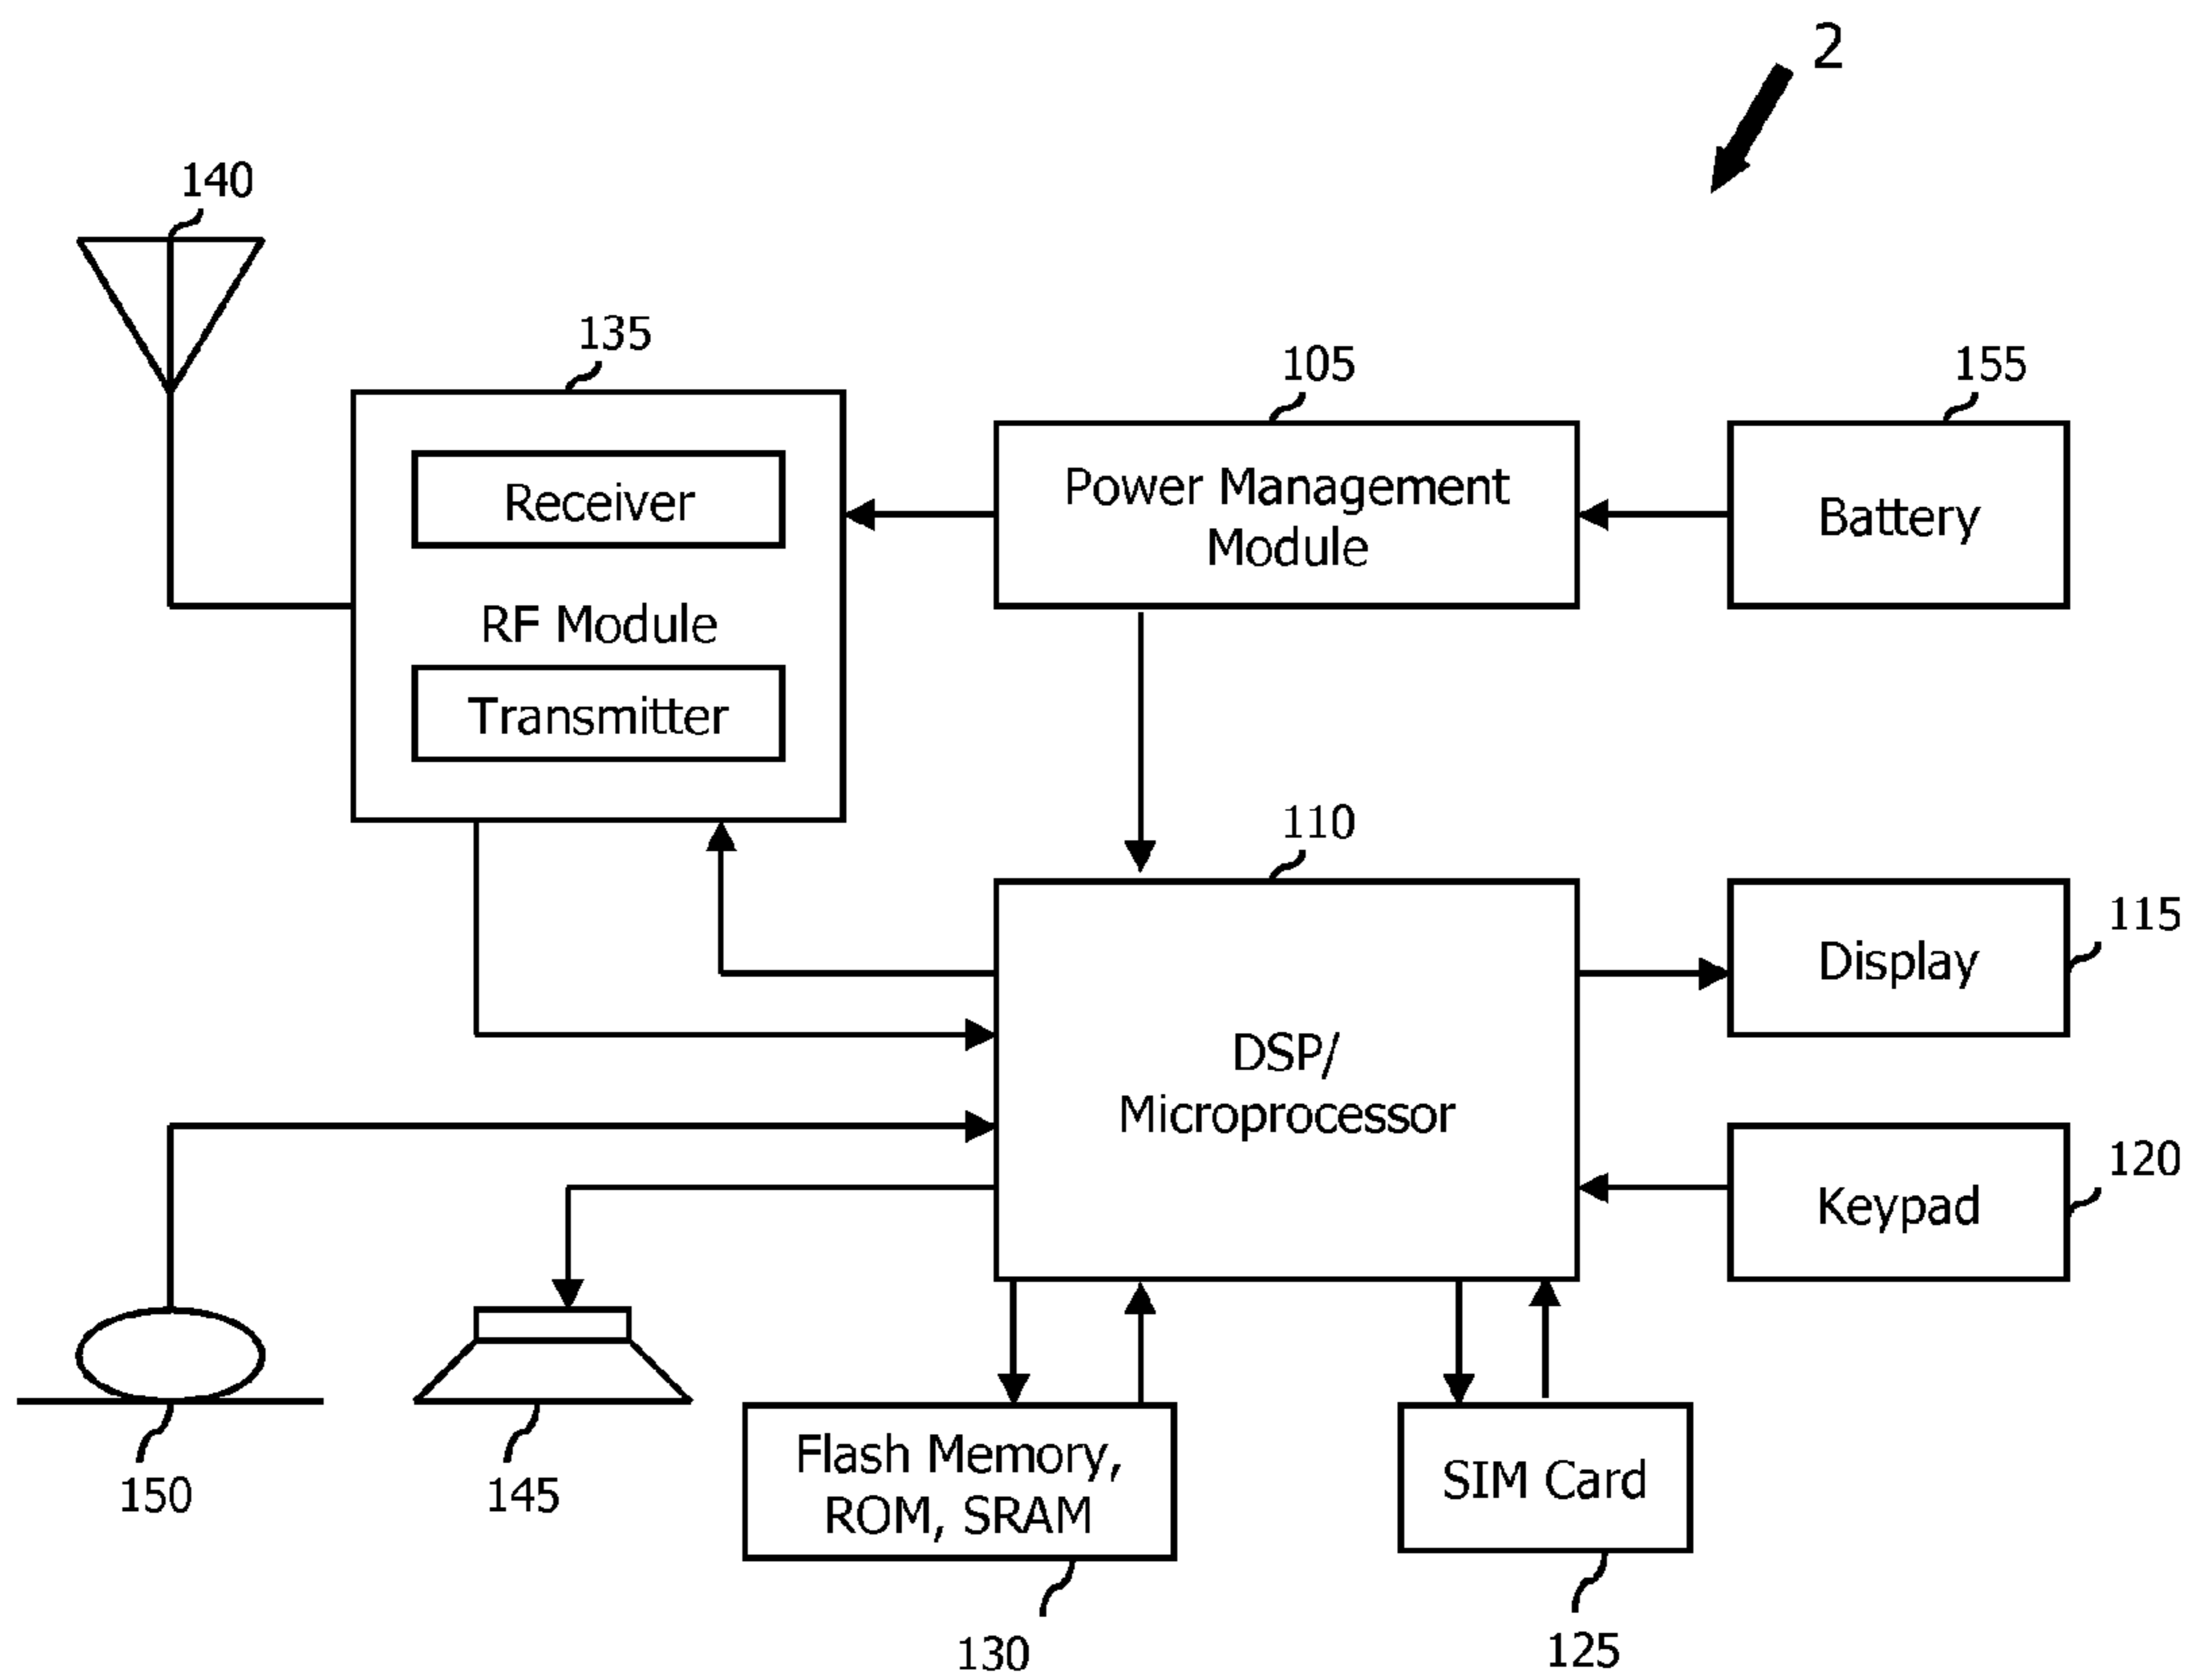 2
140
135
105
155
Receiver
RF Module
Transmitter
Power Management
Module
Battery
110
115
Display
DSP/
Microprocessor
120
Keypad
150
145
Flash Memory,
ROM, SRAM
SIM Card
130
125